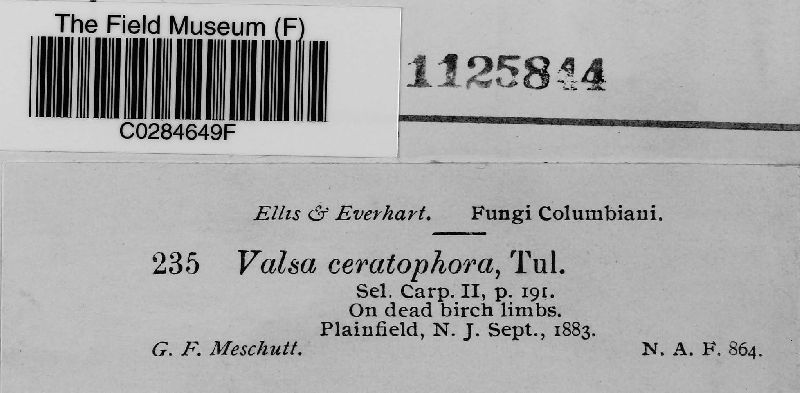 The Field Museum (F)
C0284649F
1125844
Ellis & Everhart. Fungi Columbiani.
235 Valsa ceratophora, Tul.
Sel. Carp. II, p. 191.
On dead birch limbs.
Plainfield, N. J. Sept., 1883.
G. F. Meschutt. N. A. F. 864.